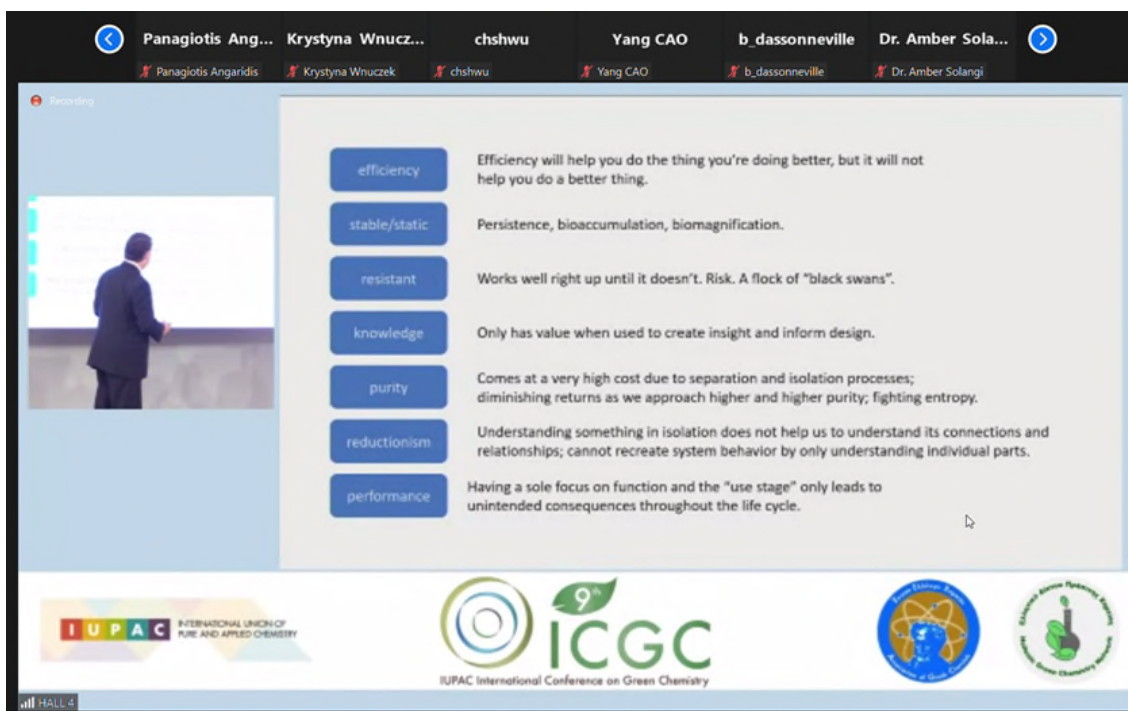 Panagiotis Ang...
Krystyna Wnucz...
chshwu
Yang CAO
b_dassonneville
Dr. Amber Sola...
Panagiotis Angaridis
Krystyna Wnuczek
chshwu
Yang CAO
b_dassonneville
Dr. Amber Solangi
Recording
efficiency
Efficiency will help you do the thing you're doing better, but it will not
help you do a better thing.
stable/static
Persistence, bioaccumulation, biomagnification.
resistant
Works well right up until it doesn't. Risk. A flock of "black swans".
knowledge
Only has value when used to create insight and inform design.
purity
Comes at a very high cost due to separation and isolation processes;
diminishing returns as we approach higher and higher purity; fighting entropy.
reductionism
Understanding something in isolation does not help us to understand its connections and
relationships; cannot recreate system behavior by only understanding individual parts.
performance
Having a sole focus on function and the "use stage" only leads to
unintended consequences throughout the life cycle.
IUPAC
INTERNATIONAL UNION OF
PURE AND APPLIED CHEMISTRY
9th
ICGC
IUPAC International Conference on Green Chemistry
Association of Greek Chemists
Hellenic Green Chemistry Network
HALL 4